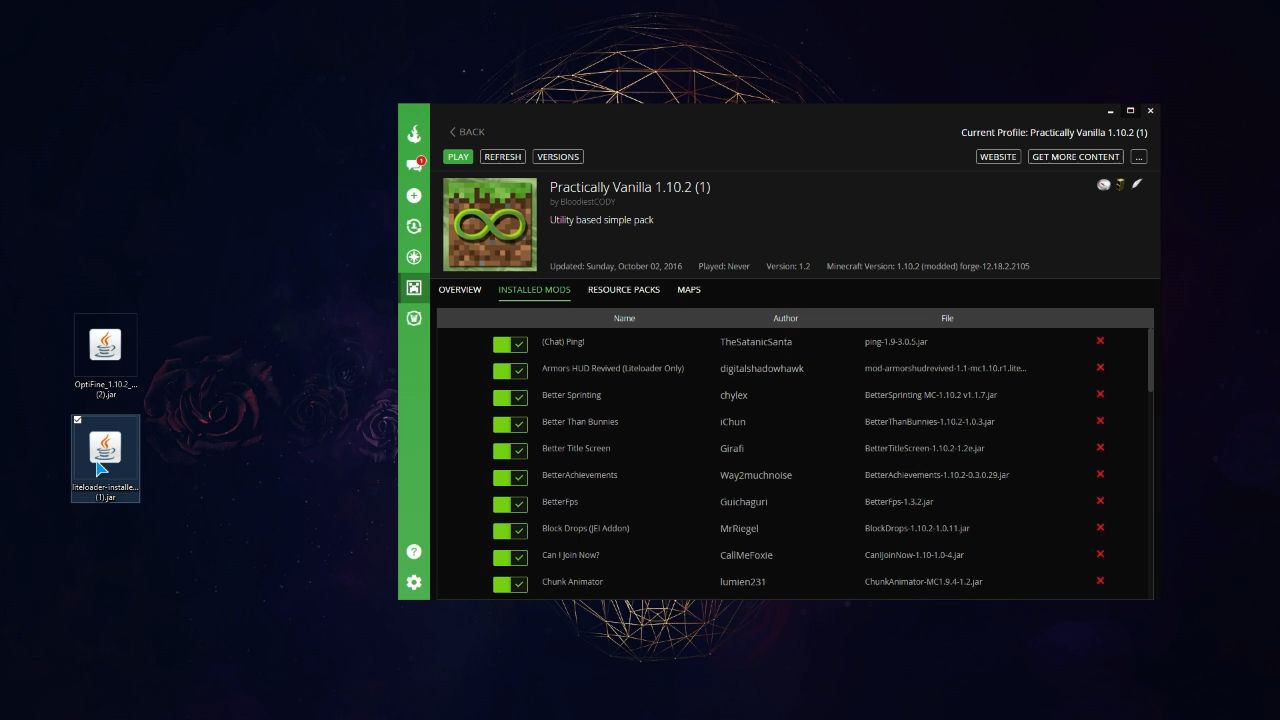 BACK
Current Profile: Practically Vanilla 1.10.2 (1)
PLAY REFRESH VERSIONS WEBSITE GET MORE CONTENT ...
Practically Vanilla 1.10.2 (1)
by BloodiestCODY
Utility based simple pack
Updated: Sunday, October 02, 2016 Played: Never Version: 1.2 Minecraft Version: 1.10.2 (modded) forge-12.18.2.2105
OVERVIEW INSTALLED MODS RESOURCE PACKS MAPS
Name Author File
(Chat) Ping! TheSatanicSanta ping-1.9-3.0.5.jar
Armors HUD Revived (Liteloader Only) digitalshadowhawk mod-armorshudrevived-1.1-mc1.10.r1.lite...
Better Sprinting chylex BetterSprinting MC-1.10.2 v1.1.7.jar
Better Than Bunnies iChun BetterThanBunnies-1.10.2-1.0.3.jar
Better Title Screen Girafi BetterTitleScreen-1.10.2-1.2e.jar
BetterAchievements Way2muchnoise BetterAchievements-1.10.2-0.3.0.29.jar
BetterFps Guichaguri BetterFps-1.3.2.jar
Block Drops (JEI Addon) MrRiegel BlockDrops-1.10.2-1.0.11.jar
Can I Join Now? CallMeFoxie CanIJoinNow-1.10-1.0-4.jar
Chunk Animator lumien231 ChunkAnimator-MC1.9.4-1.2.jar
OptiFine_1.10.2_...
(2).jar
liteloader-installe...
(1).jar
1
?